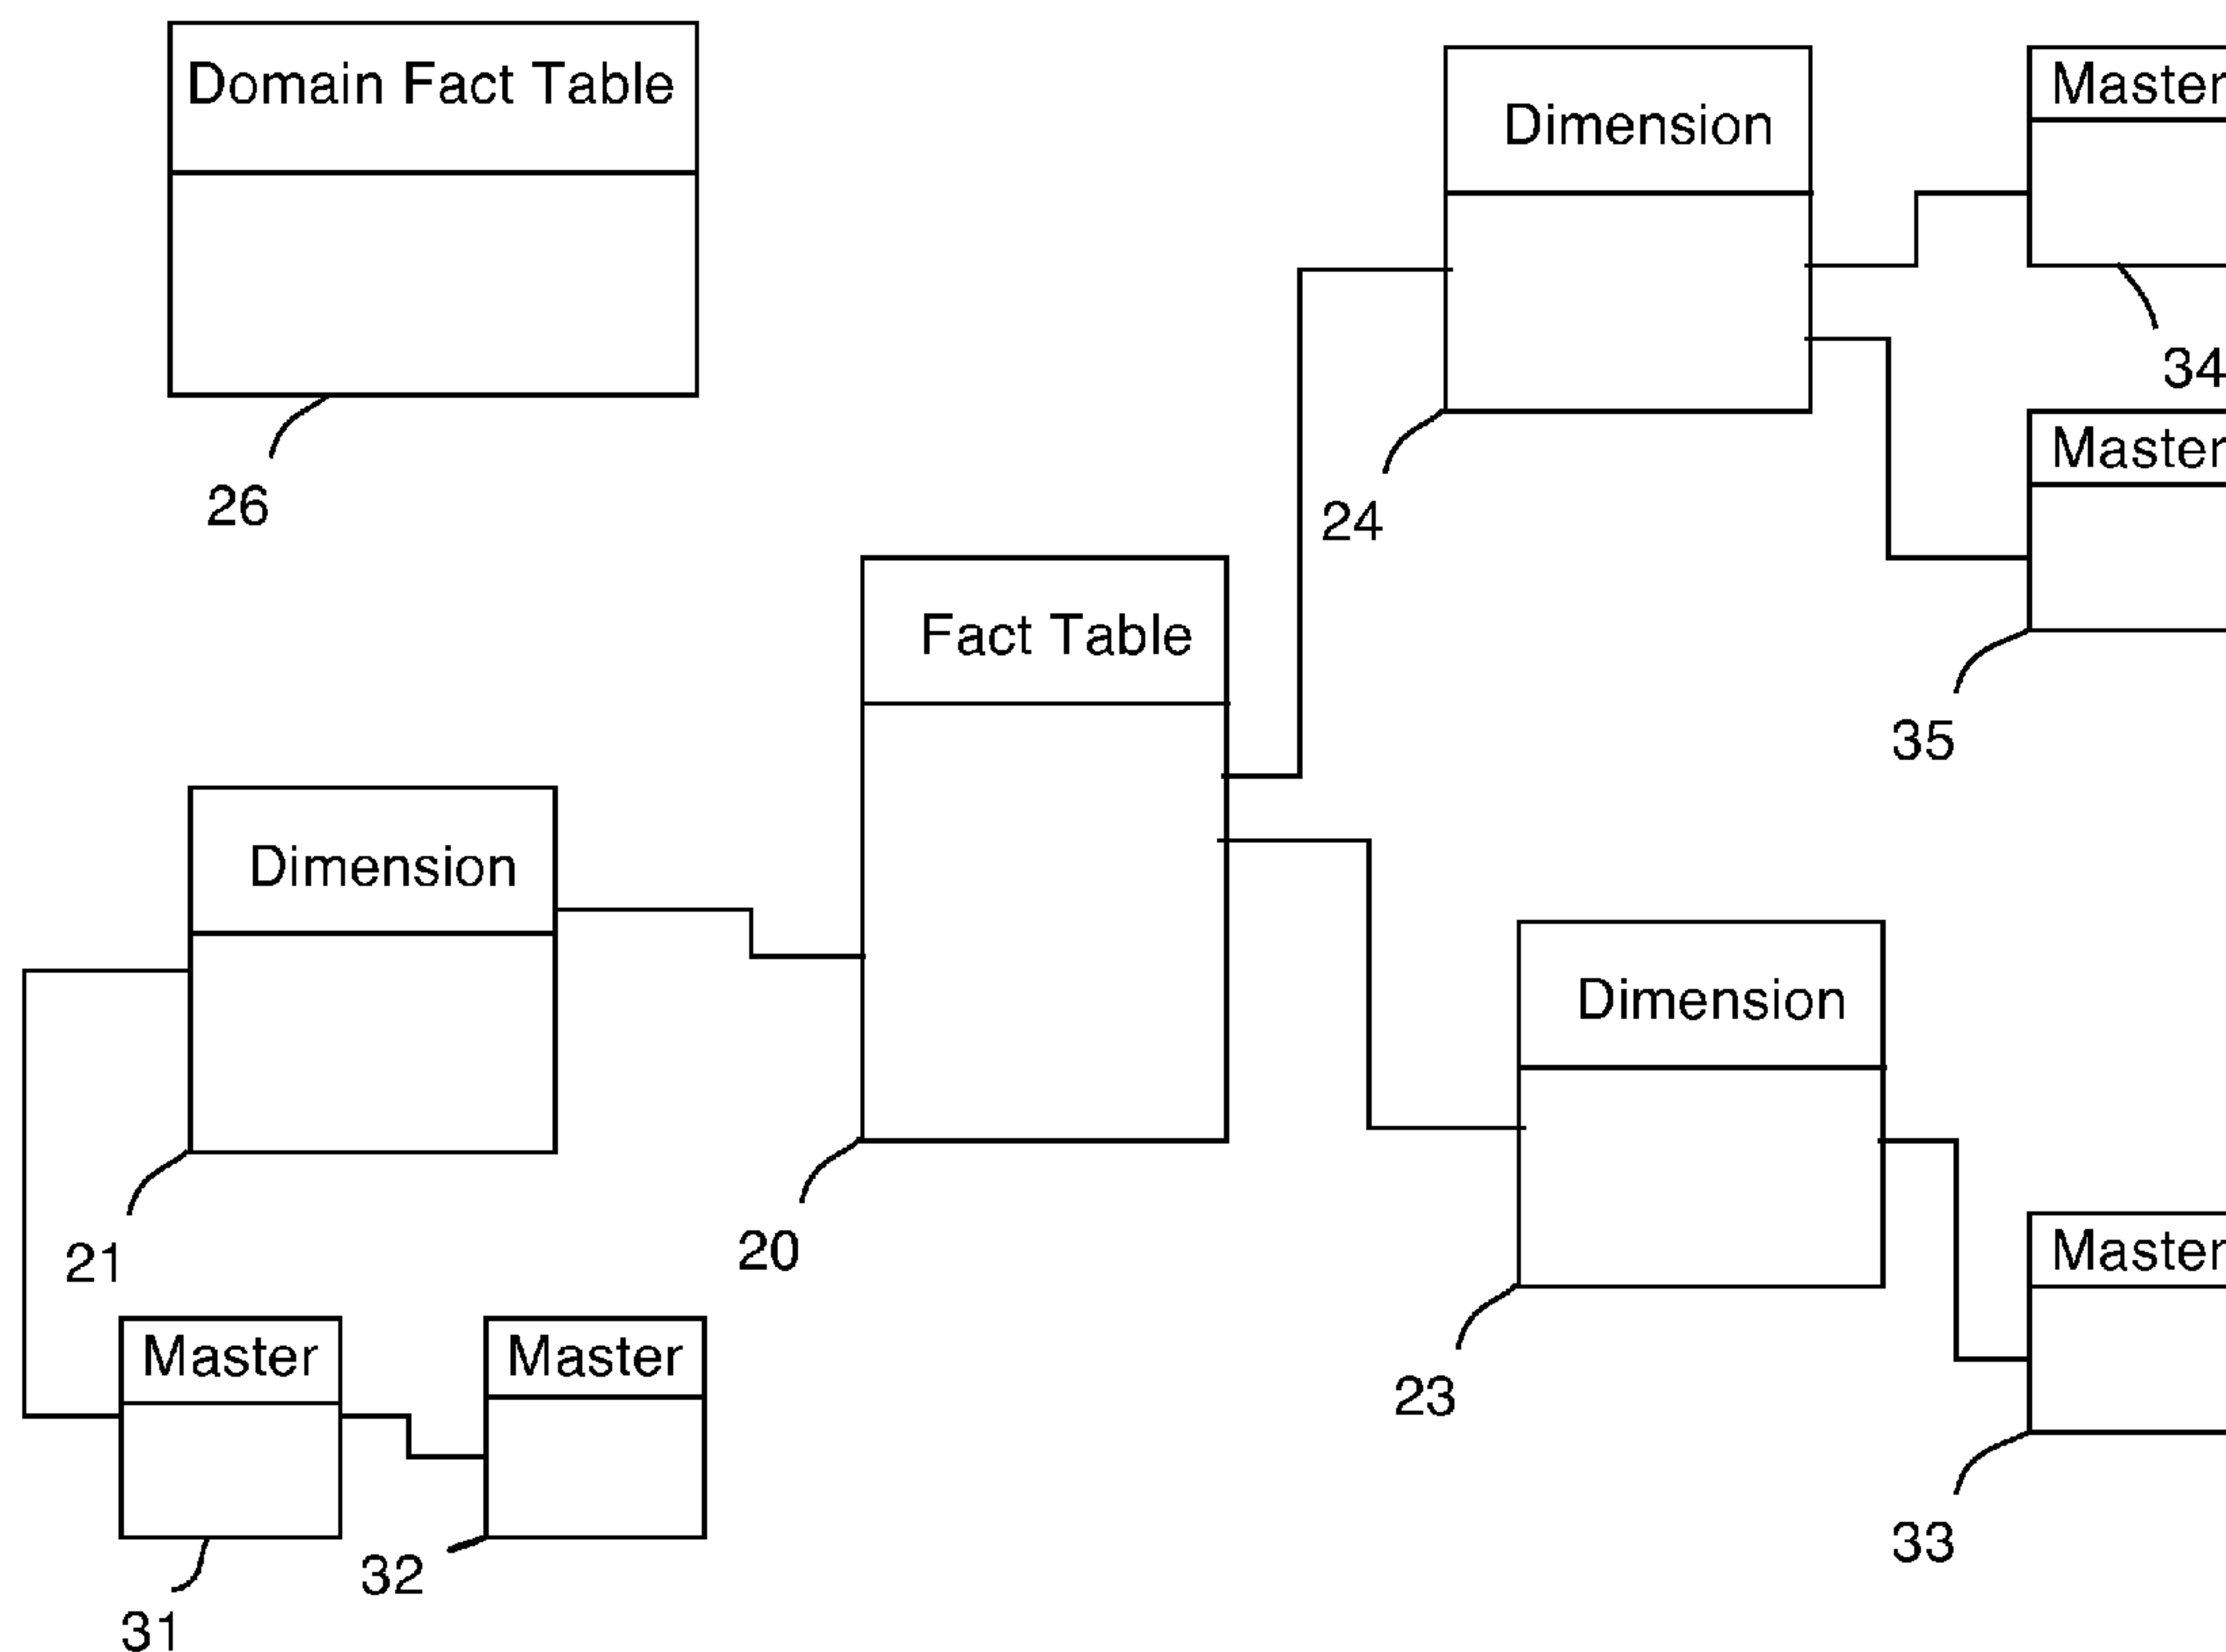 Domain Fact Table
26
Dimension
24
Master
34
Master
35
Fact Table
20
Dimension
21
Dimension
23
Master
33
Master
31
Master
32